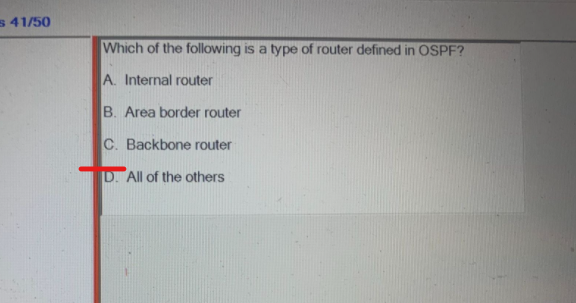 s 41/50
Which of the following is a type of router defined in OSPF?
A. Internal router
B. Area border router
C. Backbone router
D. All of the others